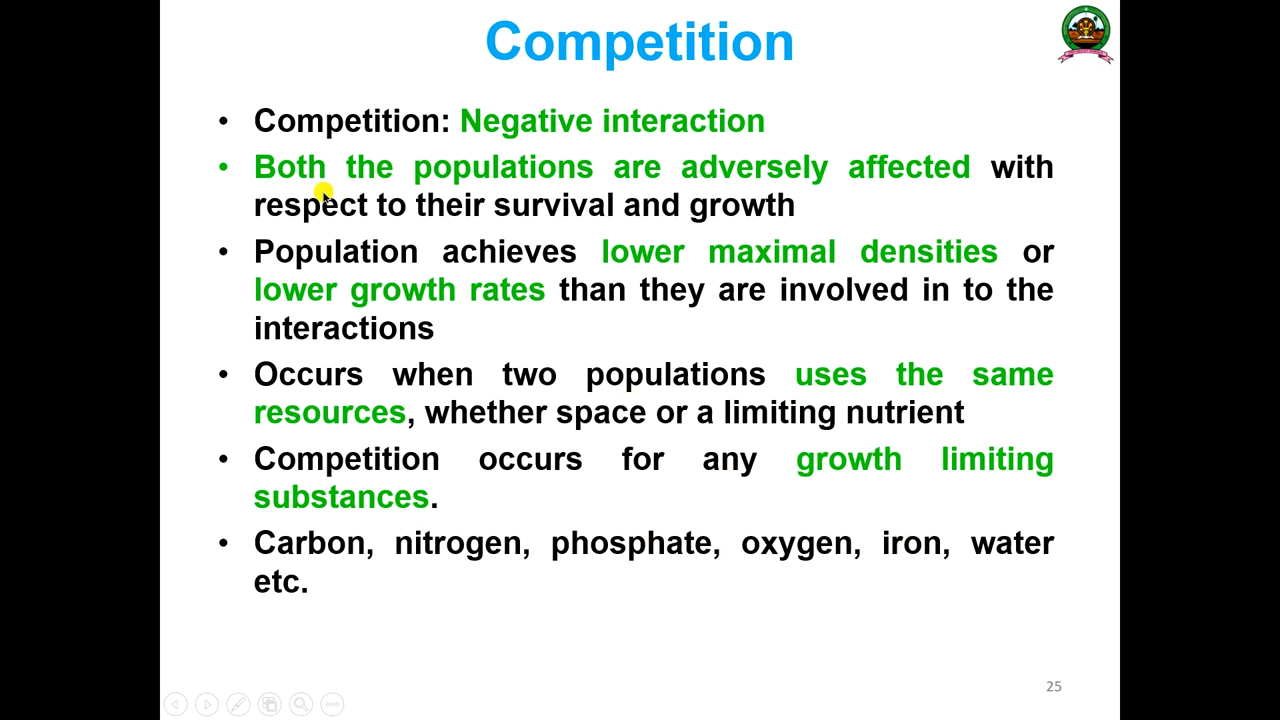 Competition
• Competition: Negative interaction
• Both the populations are adversely affected with
respect to their survival and growth
• Population achieves lower maximal densities or
lower growth rates than they are involved in to the
interactions
• Occurs when two populations uses the same
resources, whether space or a limiting nutrient
• Competition occurs for any growth limiting
substances.
• Carbon, nitrogen, phosphate, oxygen, iron, water
etc.
25